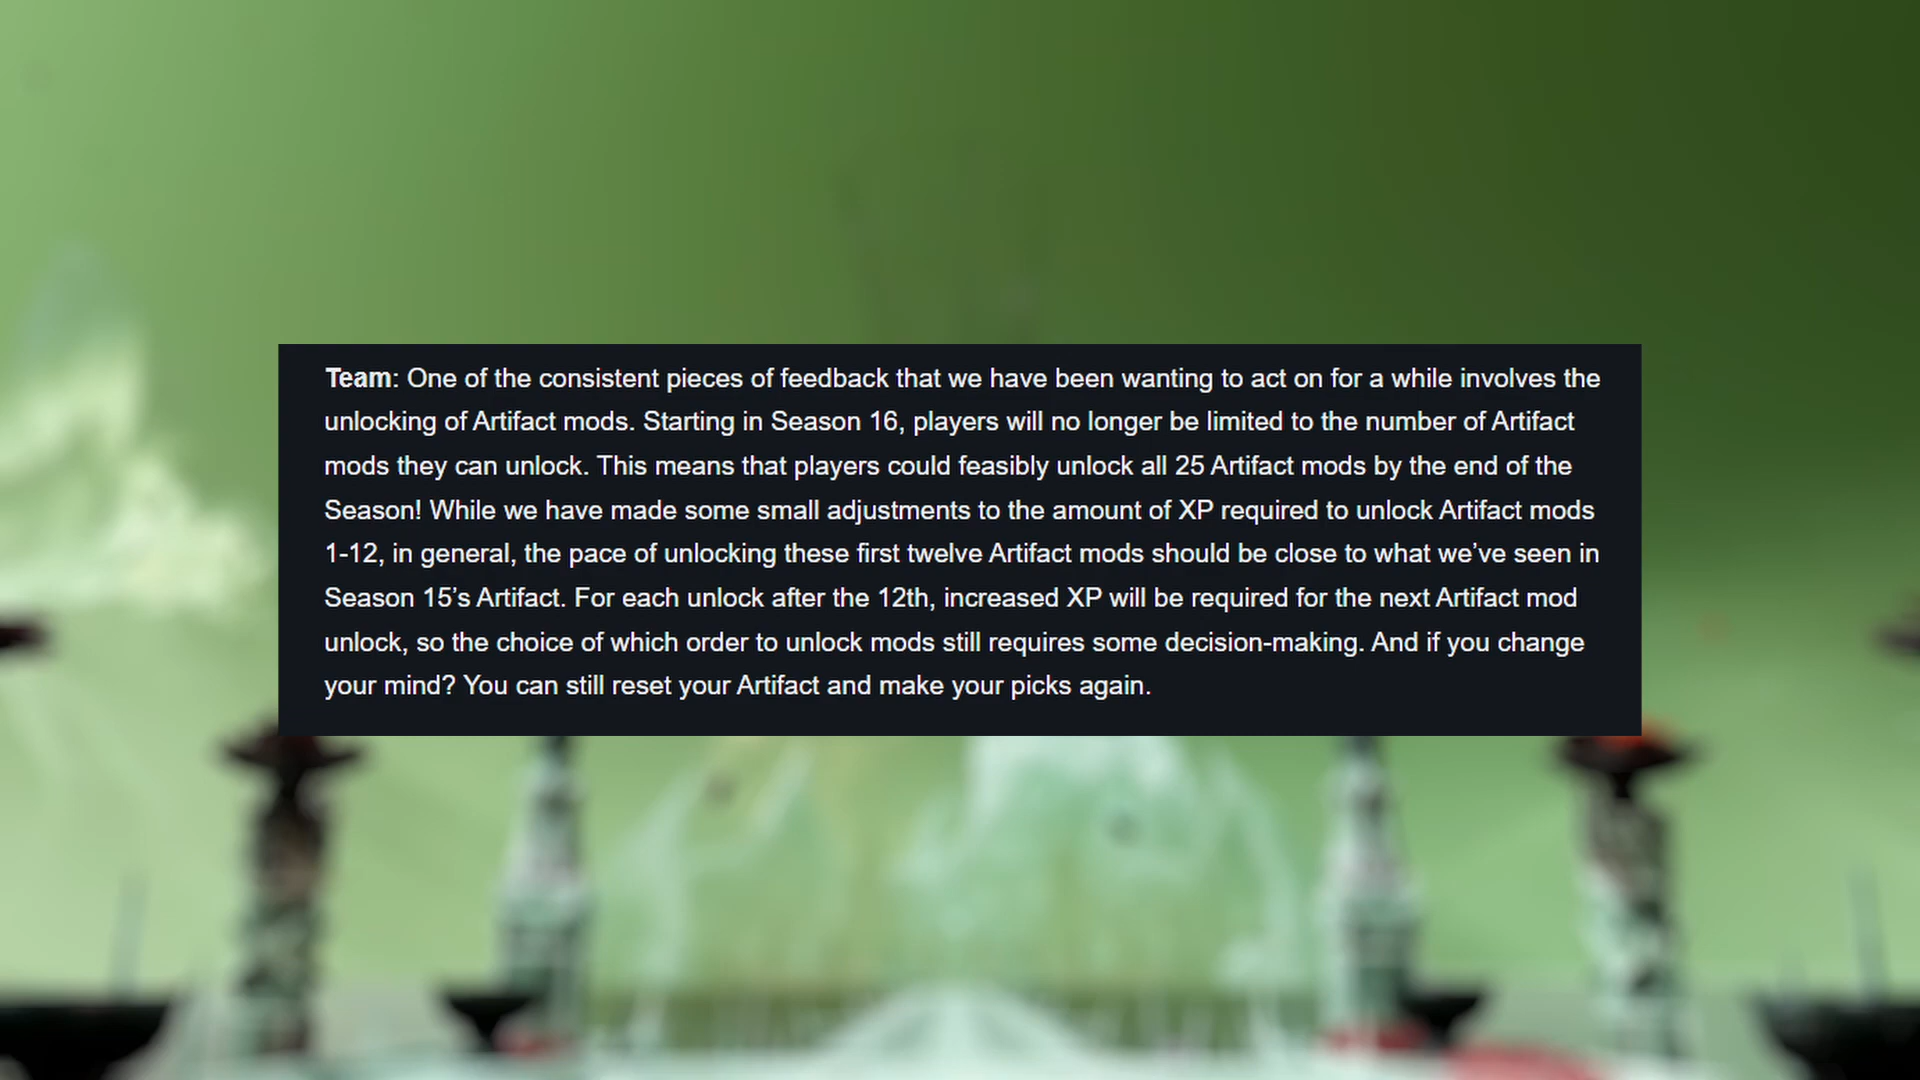 Team: One of the consistent pieces of feedback that we have been wanting to act on for a while involves the
unlocking of Artifact mods. Starting in Season 16, players will no longer be limited to the number of Artifact
mods they can unlock. This means that players could feasibly unlock all 25 Artifact mods by the end of the
Season! While we have made some small adjustments to the amount of XP required to unlock Artifact mods
1-12, in general, the pace of unlocking these first twelve Artifact mods should be close to what we’ve seen in
Season 15’s Artifact. For each unlock after the 12th, increased XP will be required for the next Artifact mod
unlock, so the choice of which order to unlock mods still requires some decision-making. And if you change
your mind? You can still reset your Artifact and make your picks again.